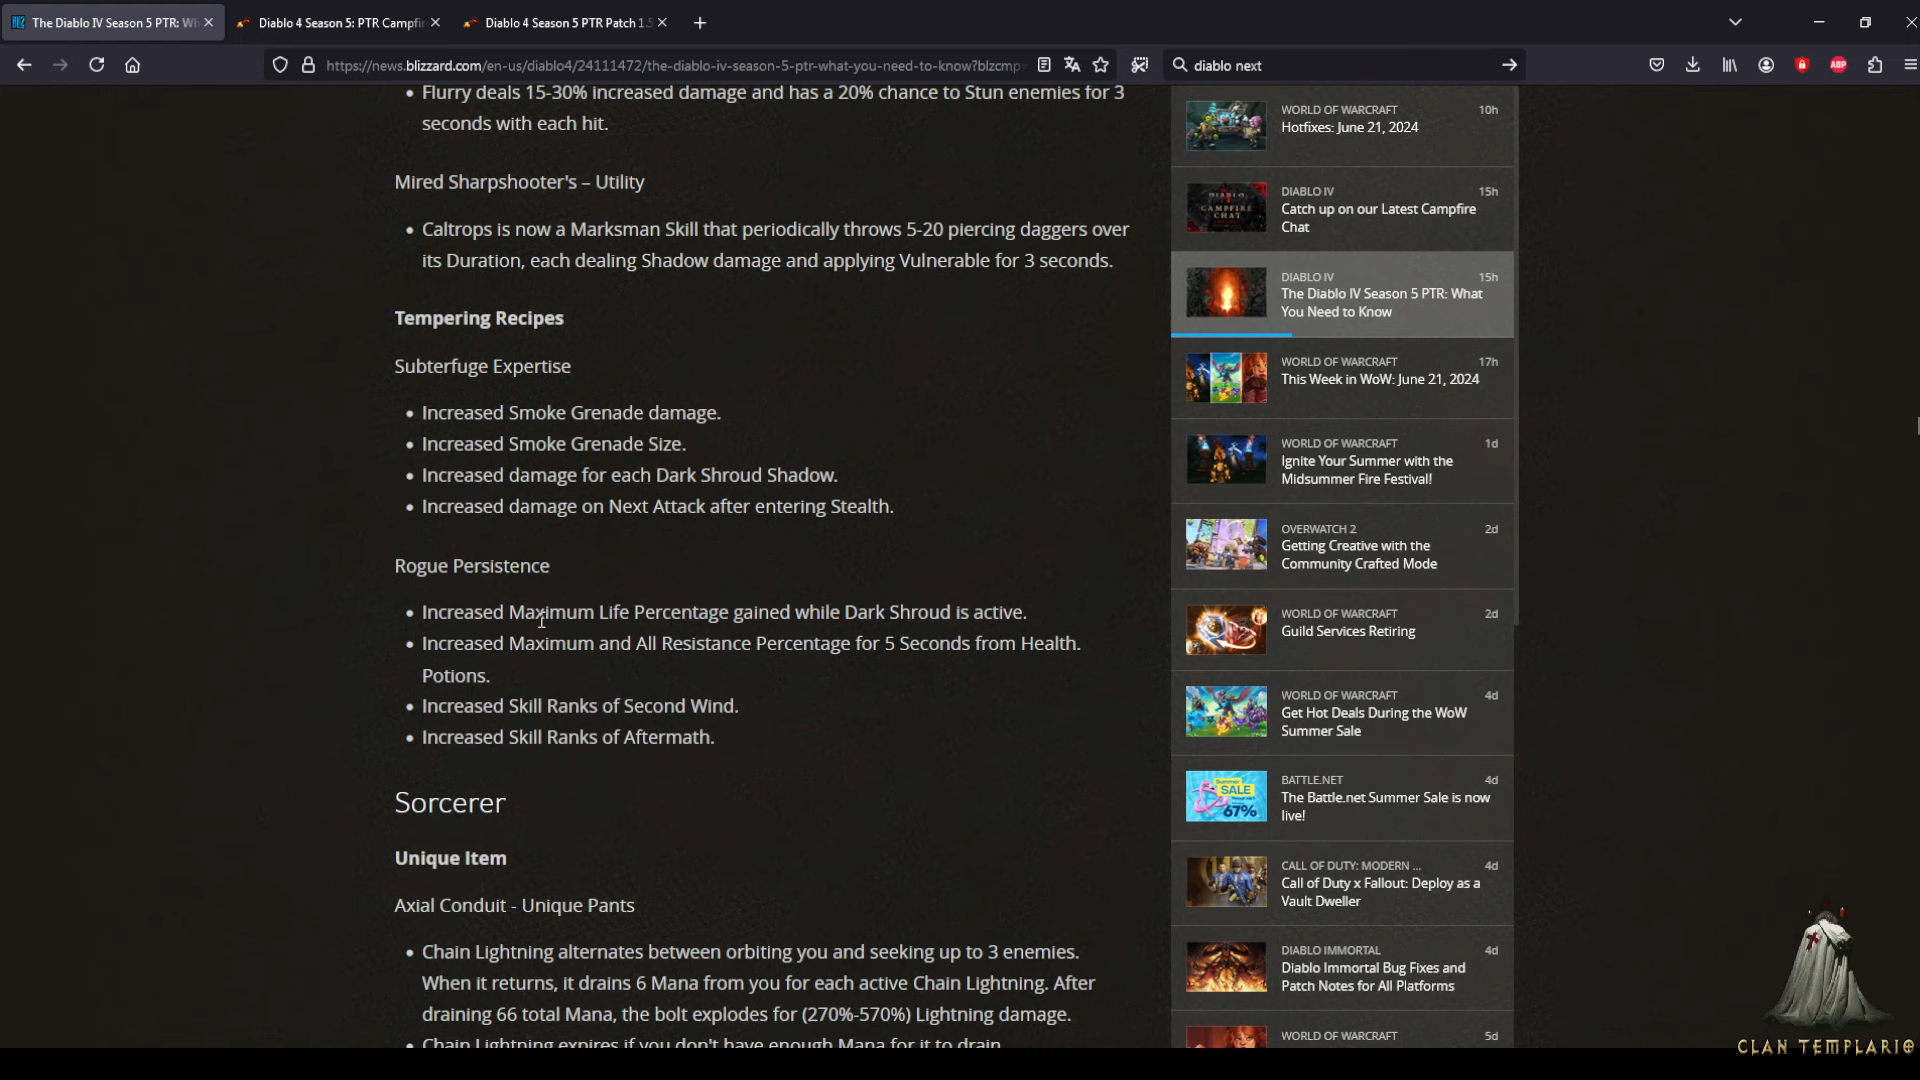 The Diablo IV Season 5 PTR: Wh
Diablo 4 Season 5: PTR Campfir
Diablo 4 Season 5 PTR Patch 1.5
https://news.blizzard.com/en-us/diablo4/24111472/the-diablo-iv-season-5-ptr-what-you-need-to-know?blzcmp=
diablo next
ABP
• Flurry deals 15-30% increased damage and has a 20% chance to Stun enemies for 3
seconds with each hit.
Mired Sharpshooter's – Utility
• Caltrops is now a Marksman Skill that periodically throws 5-20 piercing daggers over
its Duration, each dealing Shadow damage and applying Vulnerable for 3 seconds.
Tempering Recipes
Subterfuge Expertise
• Increased Smoke Grenade damage.
• Increased Smoke Grenade Size.
• Increased damage for each Dark Shroud Shadow.
• Increased damage on Next Attack after entering Stealth.
Rogue Persistence
• Increased Maximum Life Percentage gained while Dark Shroud is active.
• Increased Maximum and All Resistance Percentage for 5 Seconds from Health.
Potions.
• Increased Skill Ranks of Second Wind.
• Increased Skill Ranks of Aftermath.
Sorcerer
Unique Item
Axial Conduit - Unique Pants
• Chain Lightning alternates between orbiting you and seeking up to 3 enemies.
When it returns, it drains 6 Mana from you for each active Chain Lightning. After
draining 66 total Mana, the bolt explodes for (270%-570%) Lightning damage.
• Chain Lightning expires if you don't have enough Mana for it to drain.
WORLD OF WARCRAFT 10h
Hotfixes: June 21, 2024
DIABLO IV 15h
Catch up on our Latest Campfire
Chat
DIABLO IV 15h
The Diablo IV Season 5 PTR: What
You Need to Know
WORLD OF WARCRAFT 17h
This Week in WoW: June 21, 2024
WORLD OF WARCRAFT 1d
Ignite Your Summer with the
Midsummer Fire Festival!
OVERWATCH 2 2d
Getting Creative with the
Community Crafted Mode
WORLD OF WARCRAFT 2d
Guild Services Retiring
WORLD OF WARCRAFT 4d
Get Hot Deals During the WoW
Summer Sale
BATTLE.NET 4d
The Battle.net Summer Sale is now
live!
CALL OF DUTY: MODERN ... 4d
Call of Duty x Fallout: Deploy as a
Vault Dweller
DIABLO IMMORTAL 4d
Diablo Immortal Bug Fixes and
Patch Notes for All Platforms
WORLD OF WARCRAFT 5d
CLAN TEMPLARIO